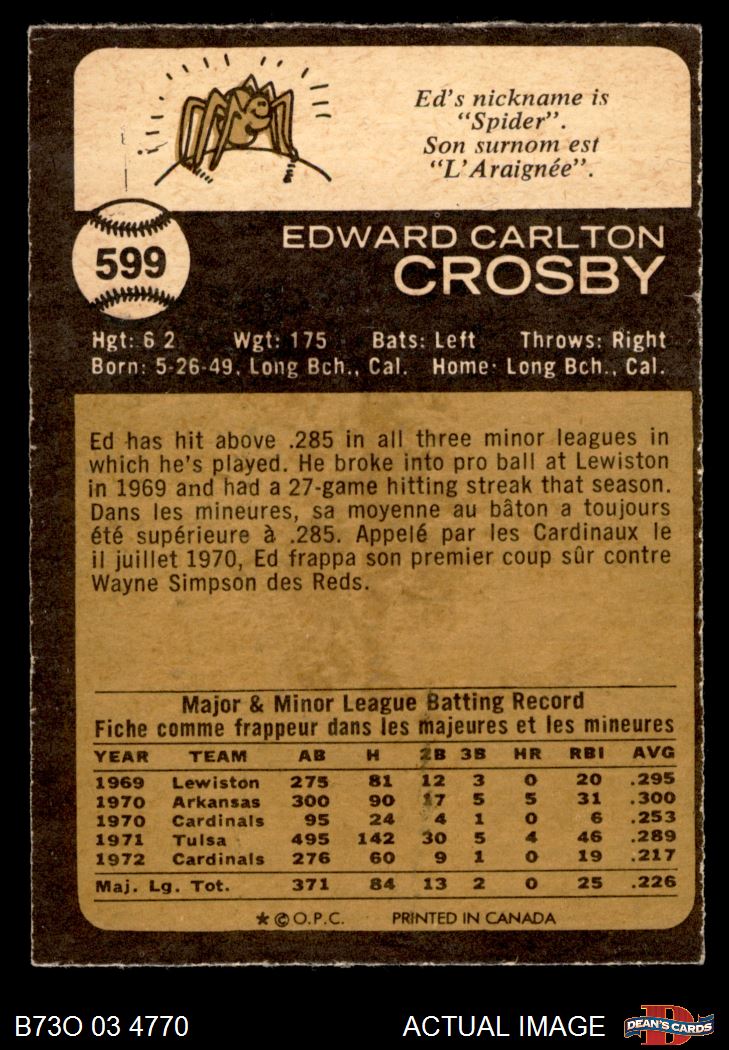 Ed's nickname is
"Spider".
Son surnom est
"L'Araignée".
599
EDWARD CARLTON
CROSBY
Hgt: 6 2 Wgt: 175 Bats: Left Throws: Right
Born: 5-26-49, Long Bch., Cal. Home: Long Bch., Cal.
Ed has hit above .285 in all three minor leagues in
which he's played. He broke into pro ball at Lewiston
in 1969 and had a 27-game hitting streak that season.
Dans les mineures, sa moyenne au bâton a toujours
été supérieure à .285. Appelé par les Cardinaux le
il juillet 1970, Ed frappa son premier coup sûr contre
Wayne Simpson des Reds.
Major & Minor League Batting Record
Fiche comme frappeur dans les majeures et les mineures
YEAR TEAM AB H 2B 3B HR RBI AVG
1969 Lewiston 275 81 12 3 0 20 .295
1970 Arkansas 300 90 17 5 5 31 .300
1970 Cardinals 95 24 4 1 0 6 .253
1971 Tulsa 495 142 30 5 4 46 .289
1972 Cardinals 276 60 9 1 0 19 .217
Maj. Lg. Tot. 371 84 13 2 0 25 .226
★ © O.P.C. PRINTED IN CANADA
B73O 03 4770 ACTUAL IMAGE D DEAN'S CARDS